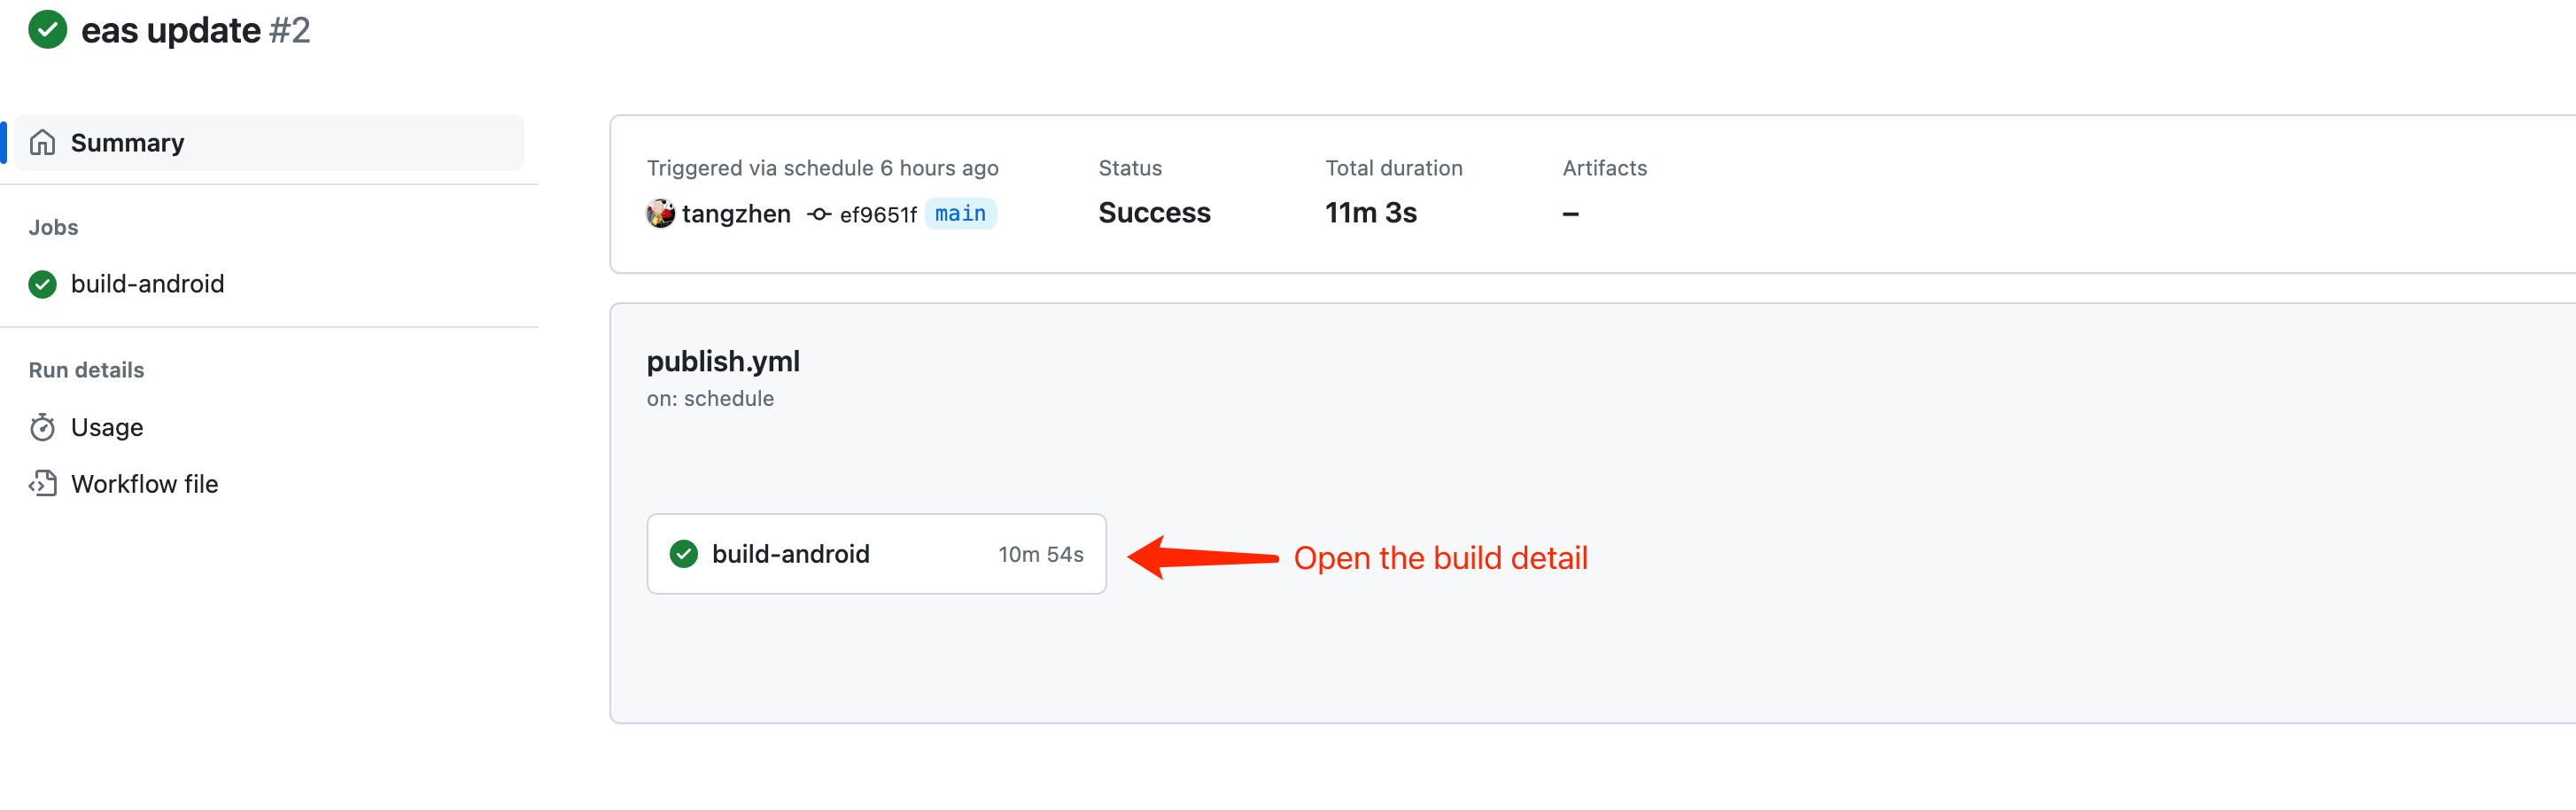 eas update #2
Summary
Jobs
build-android
Run details
Usage
Workflow file
Triggered via schedule 6 hours ago
tangzhen ef9651f main
Status
Success
Total duration
11m 3s
Artifacts
–
publish.yml
on: schedule
build-android 10m 54s
Open the build detail